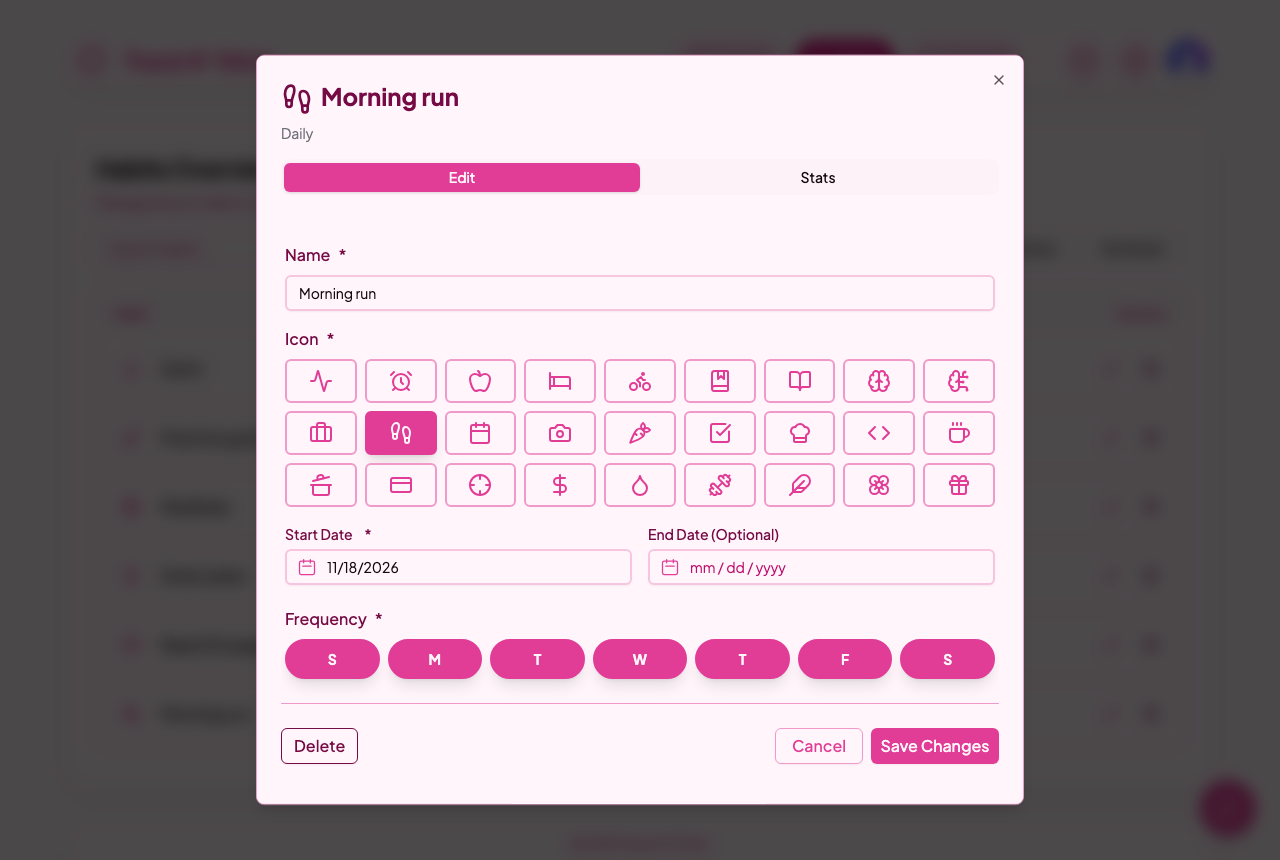 Morning run
Daily
Edit Stats
Name *
Morning run
Icon *
Start Date * End Date (Optional)
11/18/2026 mm / dd / yyyy
Frequency *
S M T W T F S
Delete Cancel Save Changes